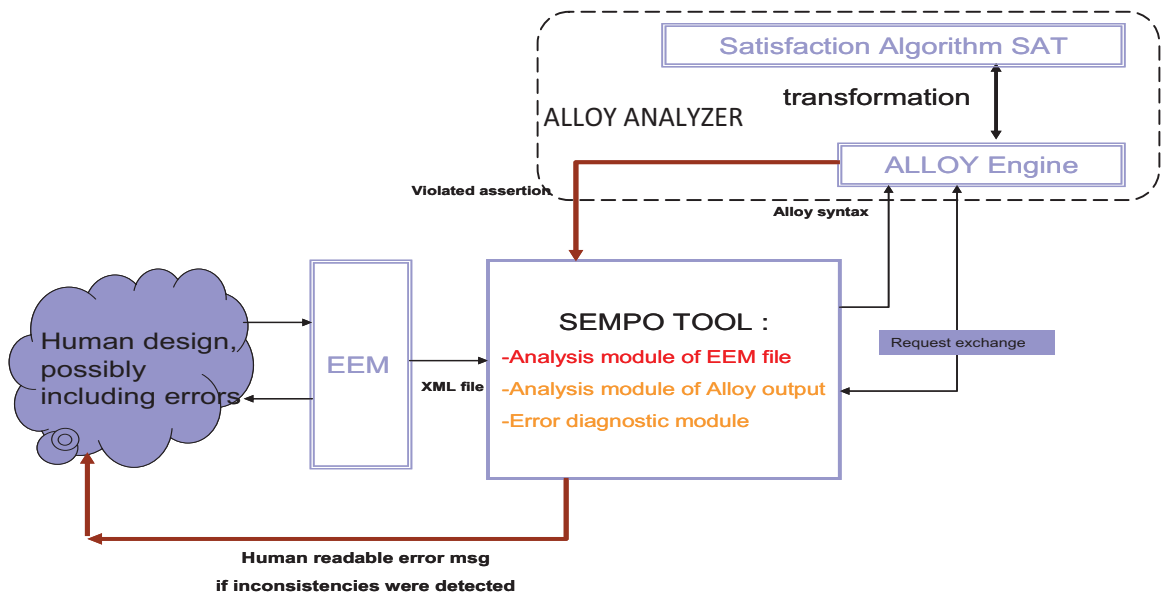 Satisfaction Algorithm SAT
transformation
ALLOY ANALYZER
ALLOY Engine
Violated assertion
Alloy syntax
Human design,
possibly
including errors
EEM
XML file
SEMPO TOOL :
-Analysis module of EEM file
-Analysis module of Alloy output
-Error diagnostic module
Request exchange
Human readable error msg
if inconsistencies were detected